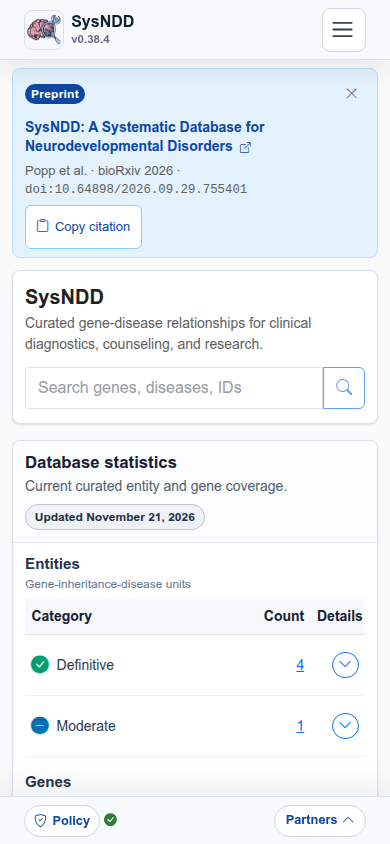 SysNDD
v0.38.4
Preprint
SysNDD: A Systematic Database for
Neurodevelopmental Disorders
Popp et al. · bioRxiv 2026 ·
doi:10.64898/2026.09.29.755401
Copy citation
SysNDD
Curated gene-disease relationships for clinical
diagnostics, counseling, and research.
Search genes, diseases, IDs
Database statistics
Current curated entity and gene coverage.
Updated November 21, 2026
Entities
Gene-inheritance-disease units
Category Count Details
Definitive 4
Moderate 1
Genes
Policy Partners